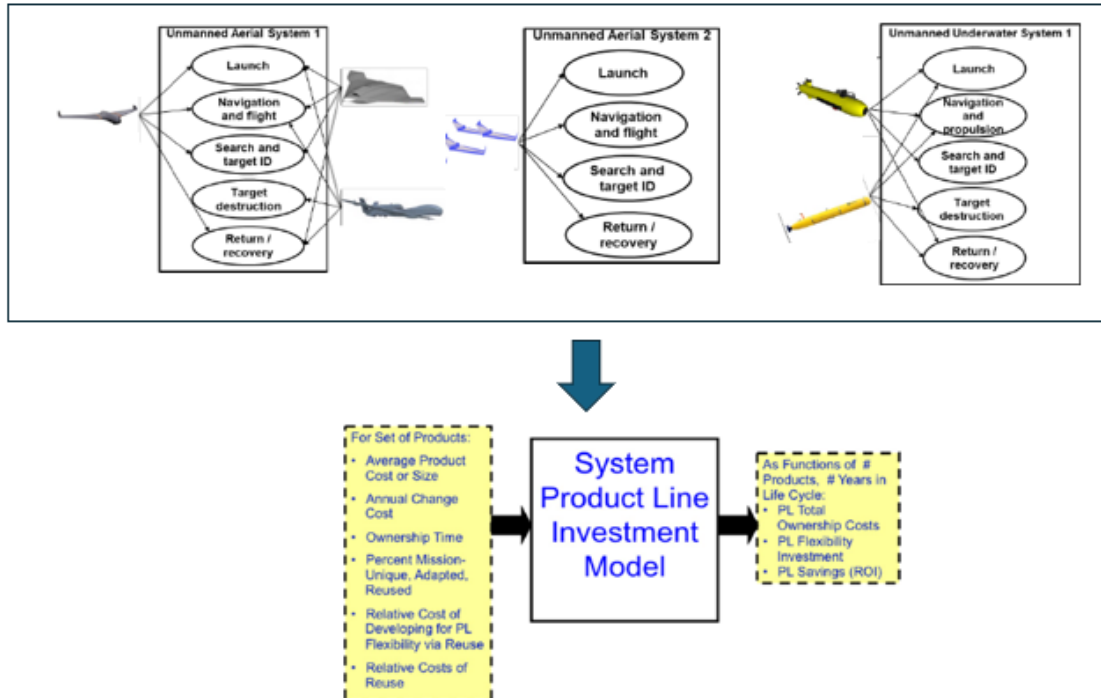 Unmanned Aerial System 1
Launch
Navigation
and flight
Search and
target ID
Target
destruction
Return /
recovery
Unmanned Aerial System 2
Launch
Navigation
and flight
Search and
target ID
Return /
recovery
Unmanned Underwater System 1
Launch
Navigation
and
propulsion
Search and
target ID
Target
destruction
Return /
recovery
For Set of Products:
• Average Product
Cost or Size
• Annual Change
Cost
• Ownership Time
• Percent Mission-
Unique, Adapted,
Reused
• Relative Cost of
Developing for PL
Flexibility via Reuse
• Relative Costs of
Reuse
System
Product Line
Investment
Model
As Functions of #
Products, # Years in
Life Cycle:
• PL Total
Ownership Costs
• PL Flexibility
Investment
• PL Savings (ROI)